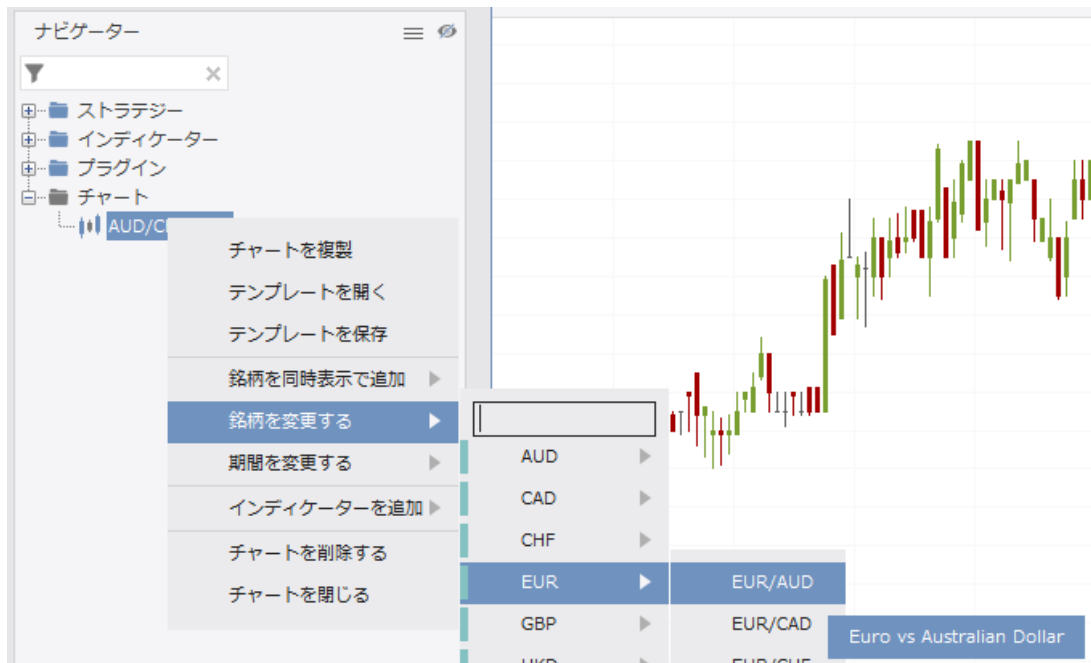 ナビゲーター
ストラテジー
インディケーター
プラグイン
チャート
AUD/C
チャートを複製
テンプレートを開く
テンプレートを保存
銘柄を同時表示で追加
銘柄を変更する
期間を変更する
インディケーターを追加
チャートを削除する
チャートを閉じる
AUD
CAD
CHF
EUR
GBP
EUR/AUD
EUR/CAD
Euro vs Australian Dollar